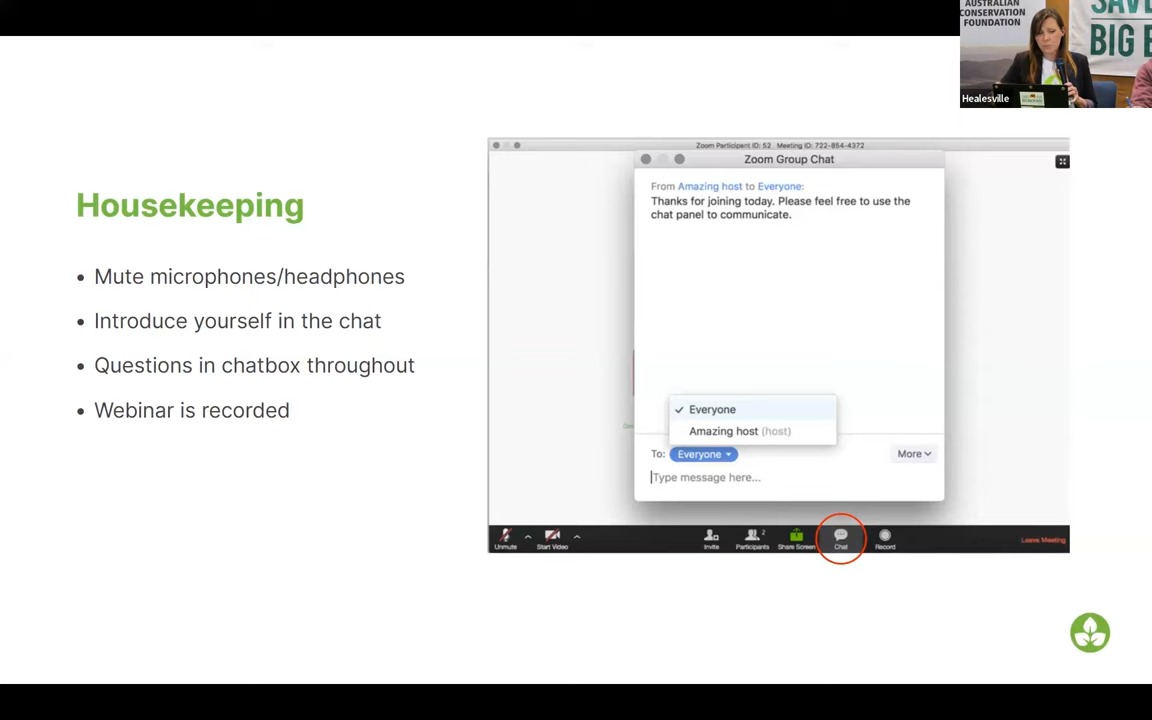 AUSTRALIAN
CONSERVATION
FOUNDATION
BIG
Healesville
Housekeeping
• Mute microphones/headphones
• Introduce yourself in the chat
• Questions in chatbox throughout
• Webinar is recorded
Zoom Participant ID: 52 Meeting ID: 722-854-4372
Zoom Group Chat
From Amazing host to Everyone:
Thanks for joining today. Please feel free to use the
chat panel to communicate.
Everyone
Amazing host (host)
To: Everyone
More
Type message here...
Unmute
Start Video
Invite
Participants
2
Share Screen
Chat
Record
Leave Meeting